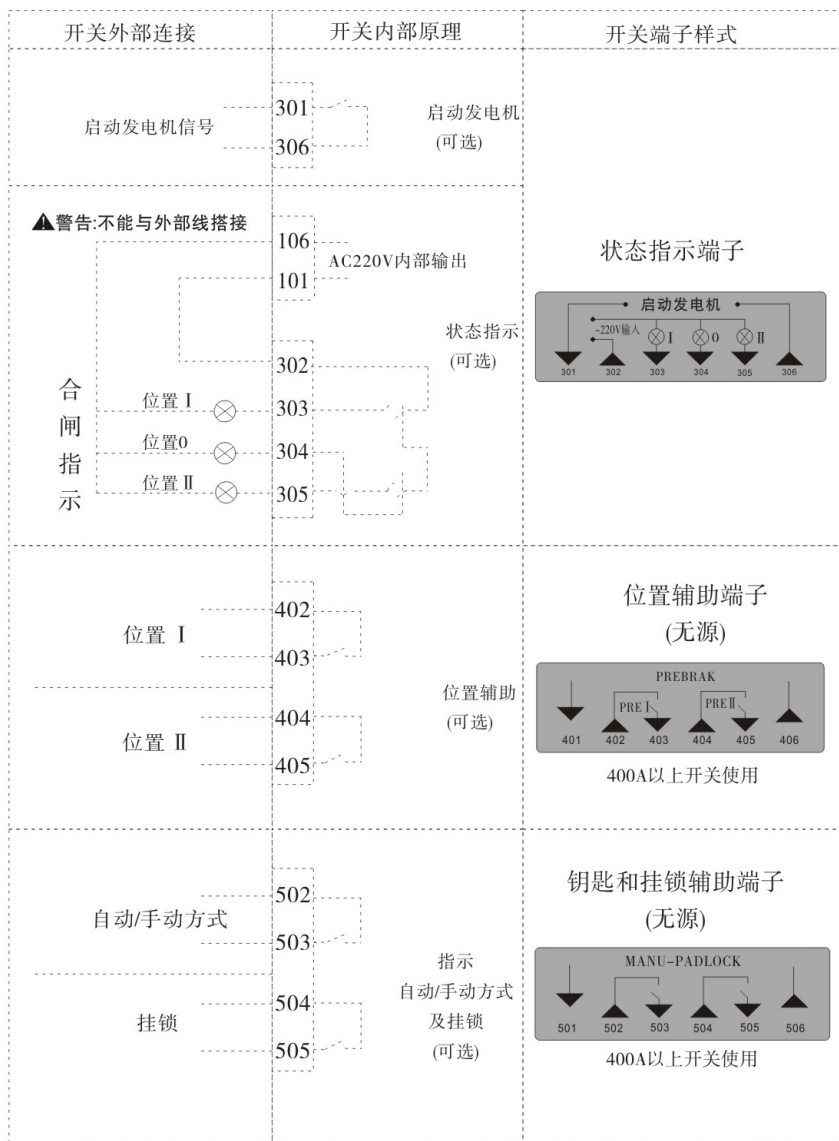 开关外部连接
开关内部原理
开关端子样式
启动发电机信号
301
306
启动发电机
(可选)
警告:不能与外部线搭接
106
101
AC220V内部输出
状态指示
(可选)
302
303
304
305
合闸指示
位置 I
位置0
位置 II
状态指示端子
启动发电机
~220V输入
I
0
II
301 302 303 304 305 306
位置 I
402
403
位置 II
404
405
位置辅助
(可选)
位置辅助端子
(无源)
PREBRAK
PRE I
PRE II
401 402 403 404 405 406
400A以上开关使用
自动/手动方式
502
503
挂锁
504
505
指示
自动/手动方式
及挂锁
(可选)
钥匙和挂锁辅助端子
(无源)
MANU-PADLOCK
501 502 503 504 505 506
400A以上开关使用